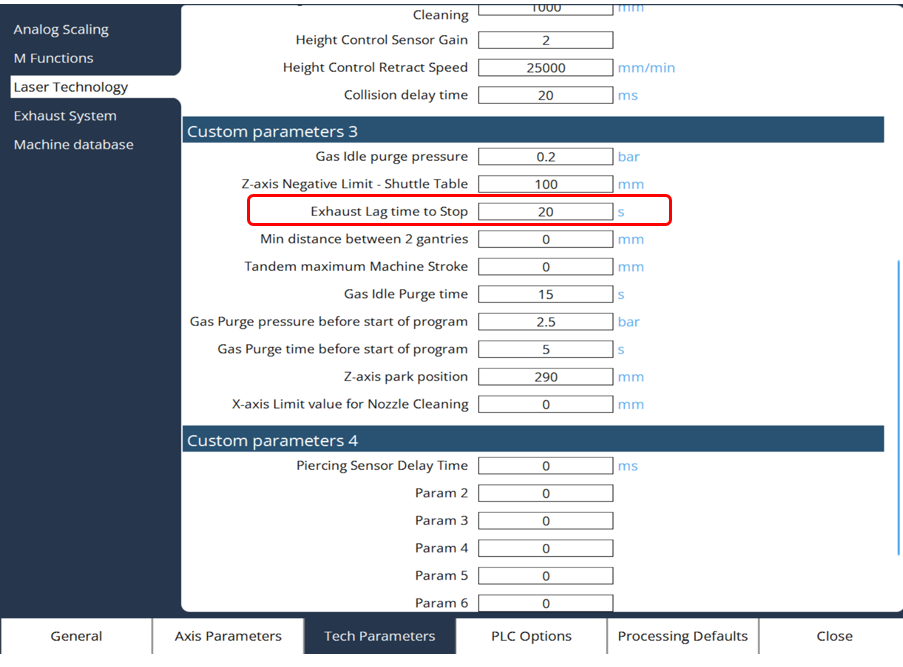 Analog Scaling
M Functions
Laser Technology
Exhaust System
Machine database
Cleaning 1000 mm
Height Control Sensor Gain 2
Height Control Retract Speed 25000 mm/min
Collision delay time 20 ms
Custom parameters 3
Gas Idle purge pressure 0.2 bar
Z-axis Negative Limit - Shuttle Table 100 mm
Exhaust Lag time to Stop 20 s
Min distance between 2 gantries 0 mm
Tandem maximum Machine Stroke 0 mm
Gas Idle Purge time 15 s
Gas Purge pressure before start of program 2.5 bar
Gas Purge time before start of program 5 s
Z-axis park position 290 mm
X-axis Limit value for Nozzle Cleaning 0 mm
Custom parameters 4
Piercing Sensor Delay Time 0 ms
Param 2 0
Param 3 0
Param 4 0
Param 5 0
Param 6 0
General Axis Parameters Tech Parameters PLC Options Processing Defaults Close